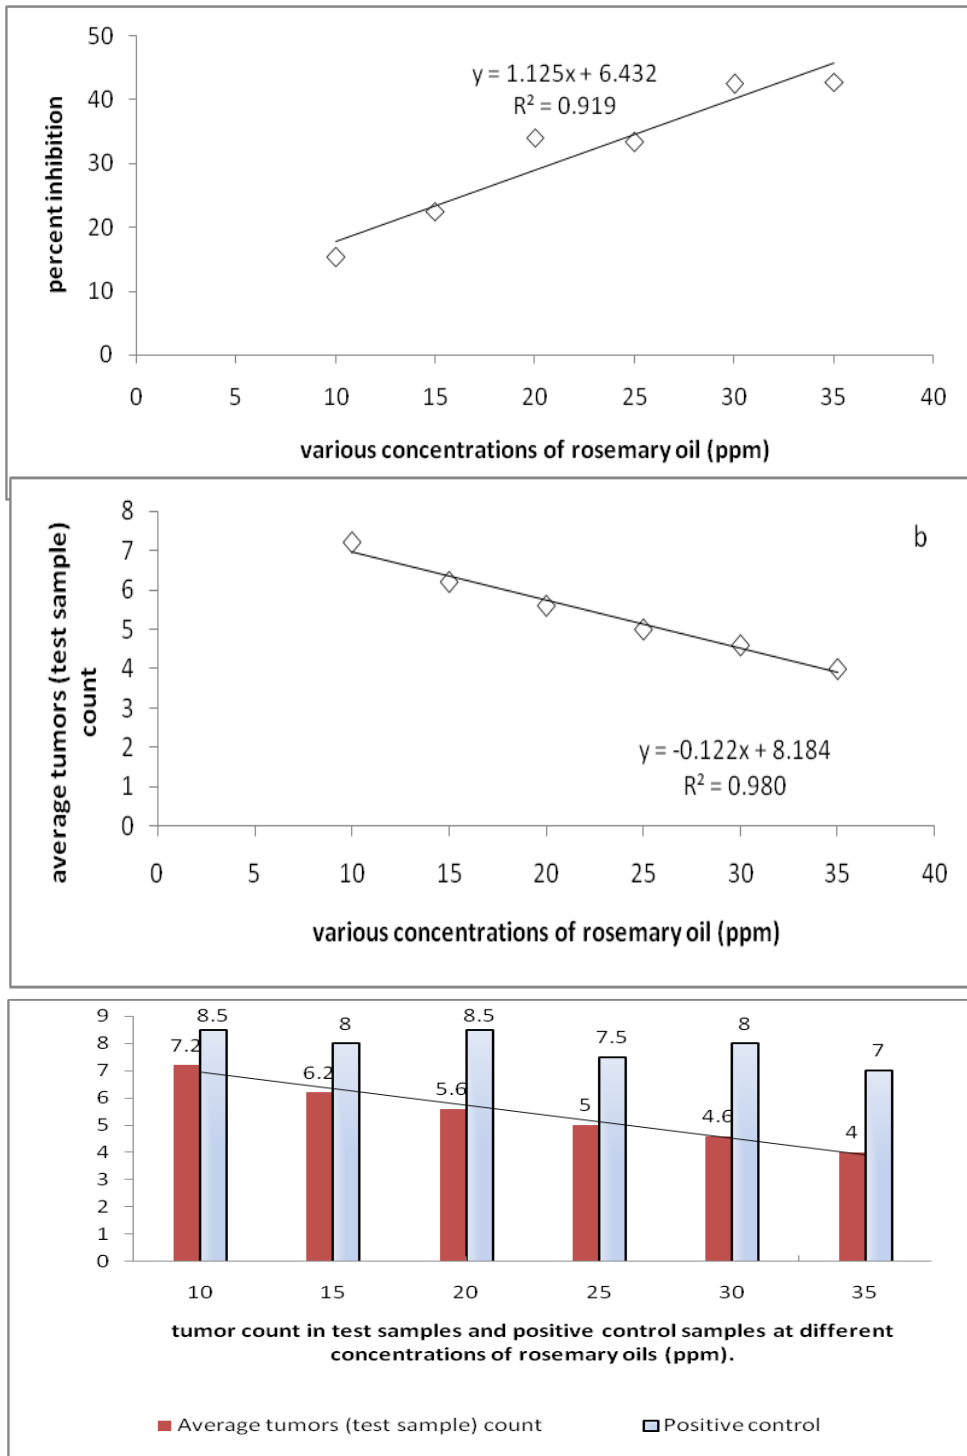 50
40
30
20
10
0
y = 1.125x + 6.432
R² = 0.919
percent inhibition
0 5 10 15 20 25 30 35 40
various concentrations of rosemary oil (ppm)
b
8
7
6
5
4
3
2
1
0
average tumors (test sample)
count
y = -0.122x + 8.184
R² = 0.980
0 5 10 15 20 25 30 35 40
various concentrations of rosemary oil (ppm)
9
8
7
6
5
4
3
2
1
0
7.2 8.5 6.2 8 5.6 8.5 5 7.5 4.6 8 4 7
10 15 20 25 30 35
tumor count in test samples and positive control samples at different
concentrations of rosemary oils (ppm).
Average tumors (test sample) count Positive control